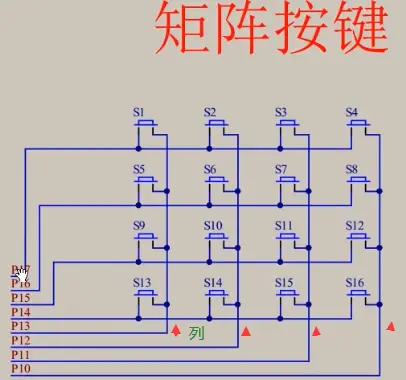 矩阵按键
S1 S2 S3 S4
S5 S6 S7 S8
S9 S10 S11 S12
S13 S14 S15 S16
P17
P16
P15
P14
P13
列
P12
P11
P10